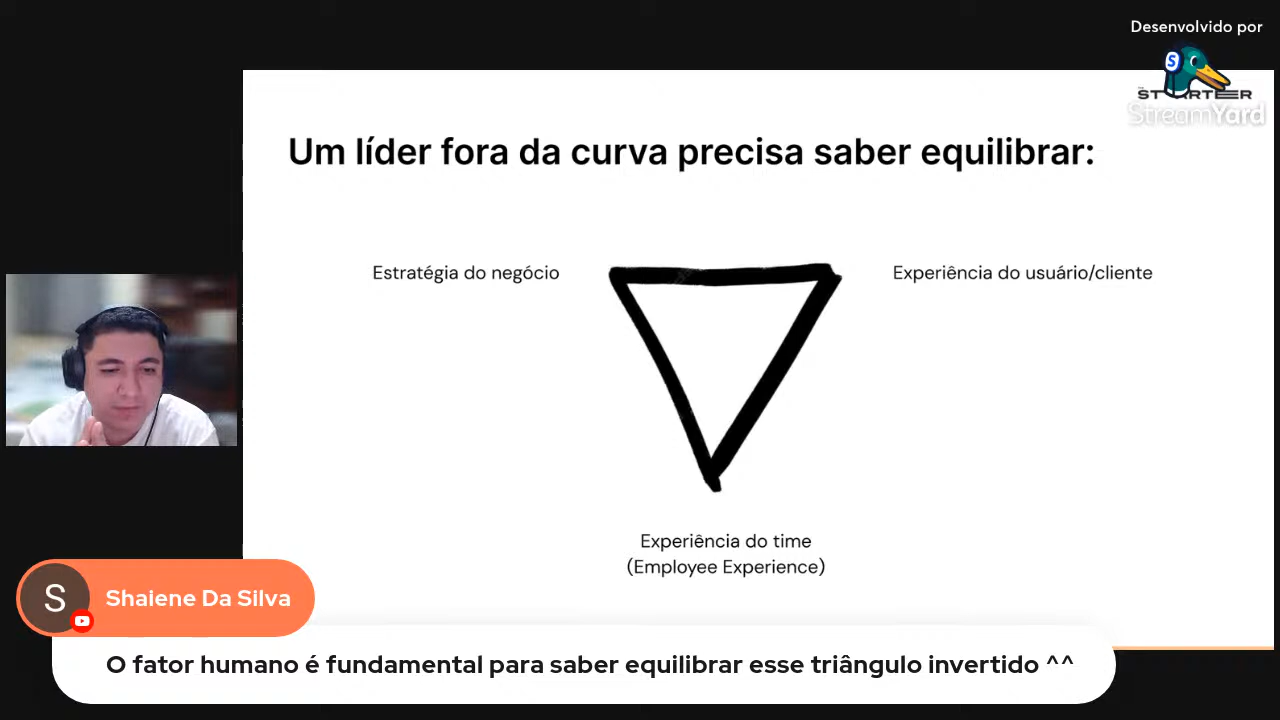 Desenvolvido por
STARTER
StreamYard
Um líder fora da curva precisa saber equilibrar:
Estratégia do negócio
Experiência do usuário/cliente
Experiência do time
(Employee Experience)
S
Shaiene Da Silva
O fator humano é fundamental para saber equilibrar esse triângulo invertido ^^